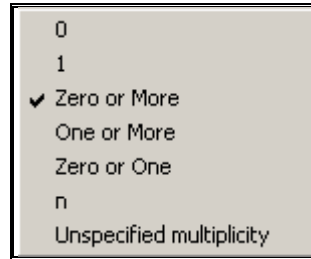 0
1
Zero or More
One or More
Zero or One
n
Unspecified multiplicity